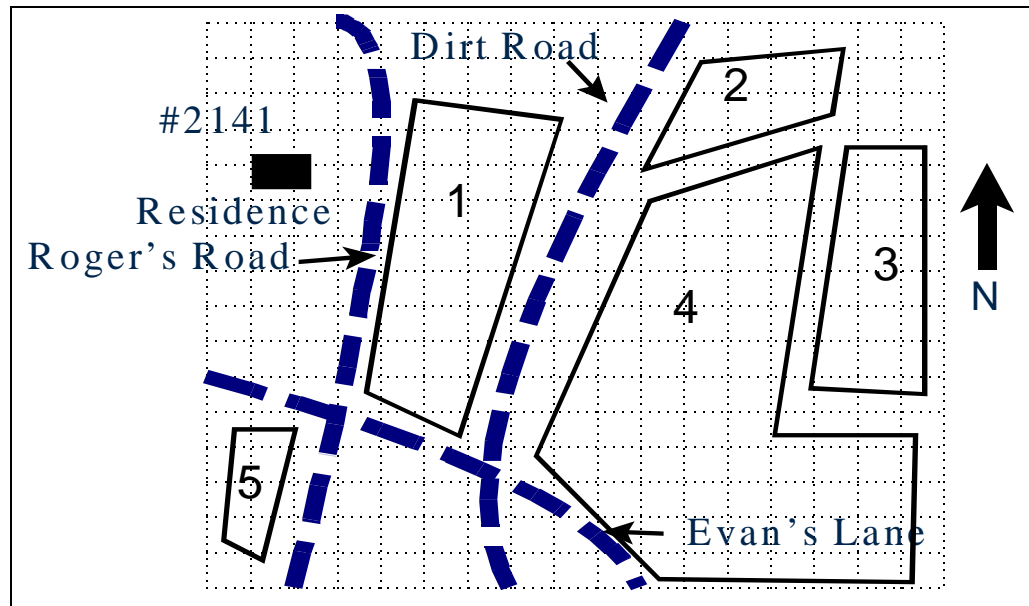 Dirt Road
2
#2141
1
Residence
Roger’s Road
3
4
N
5
Evan’s Lane